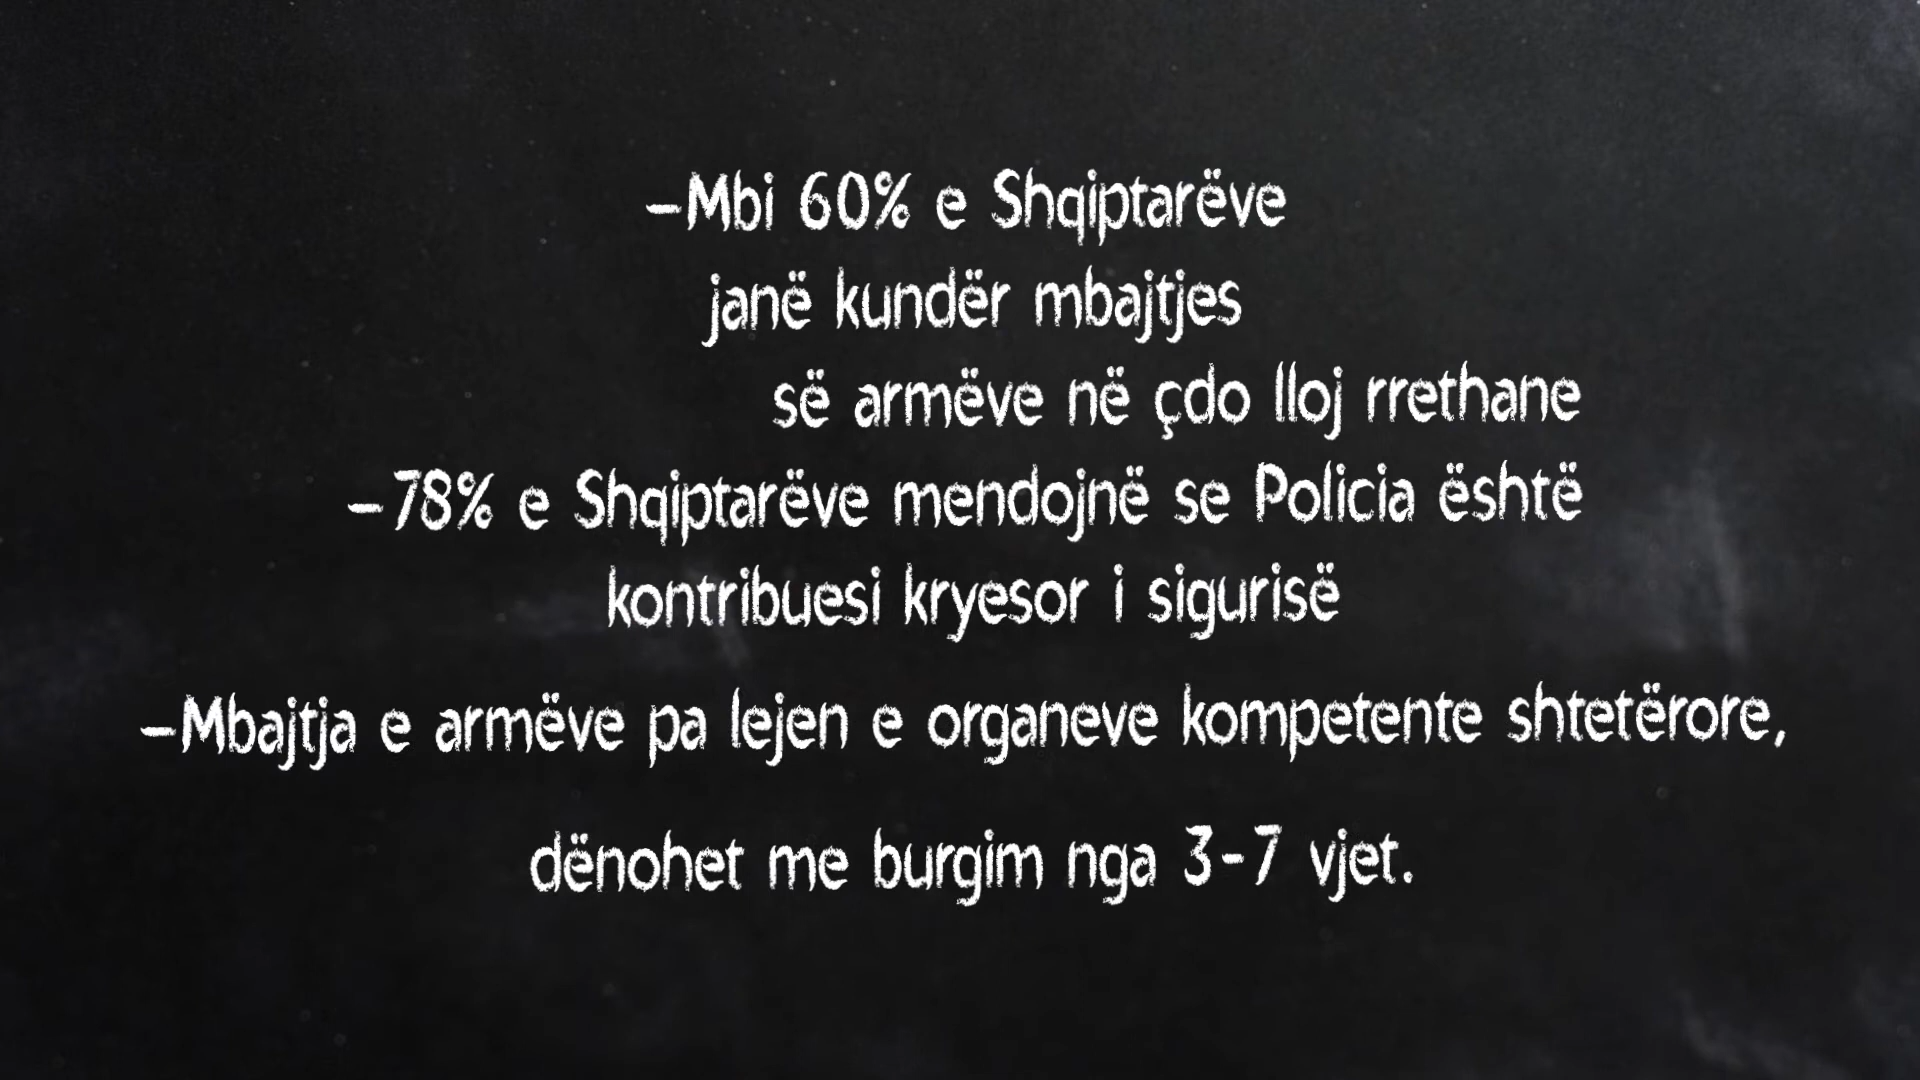 -Mbi 60% e Shqiptarëve
janë kundër mbajtjes
së armëve në çdo lloj rrethane
-78% e Shqiptarëve mendojnë se Policia është
kontribuesi kryesor i sigurisë
-Mbajtja e armëve pa lejen e organeve kompetente shtetërore,
dënohet me burgim nga 3-7 vjet.